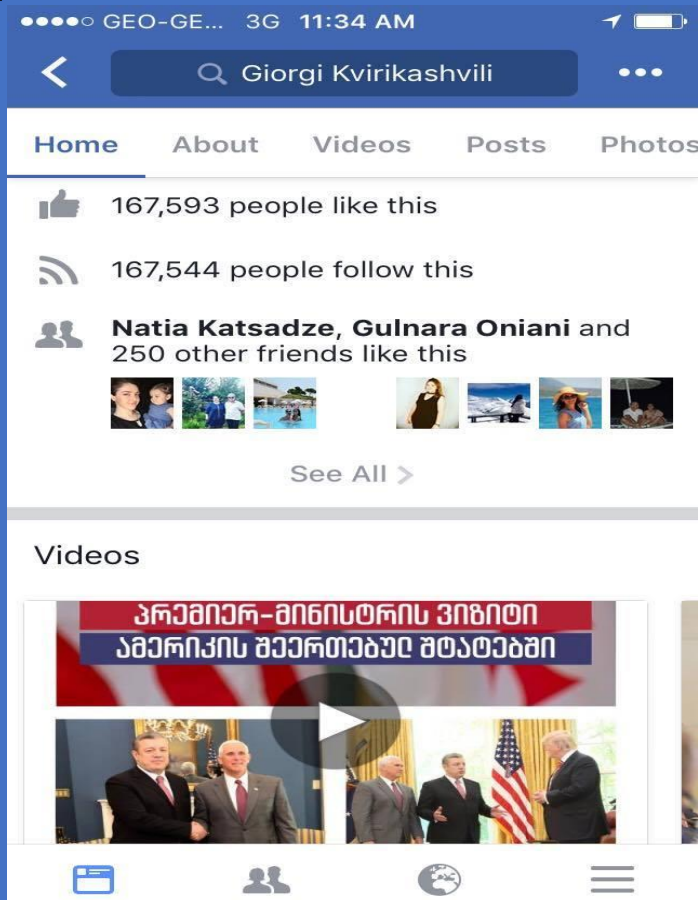 GEO-GE... 3G 11:34 AM
Giorgi Kvirikashvili
Home About Videos Posts Photos
167,593 people like this
167,544 people follow this
Natia Katsadze, Gulnara Oniani and
250 other friends like this
See All
Videos
პრემიერ-მინისტრის ვიზიტი
ამერიკის შეერთებულ შტატებში